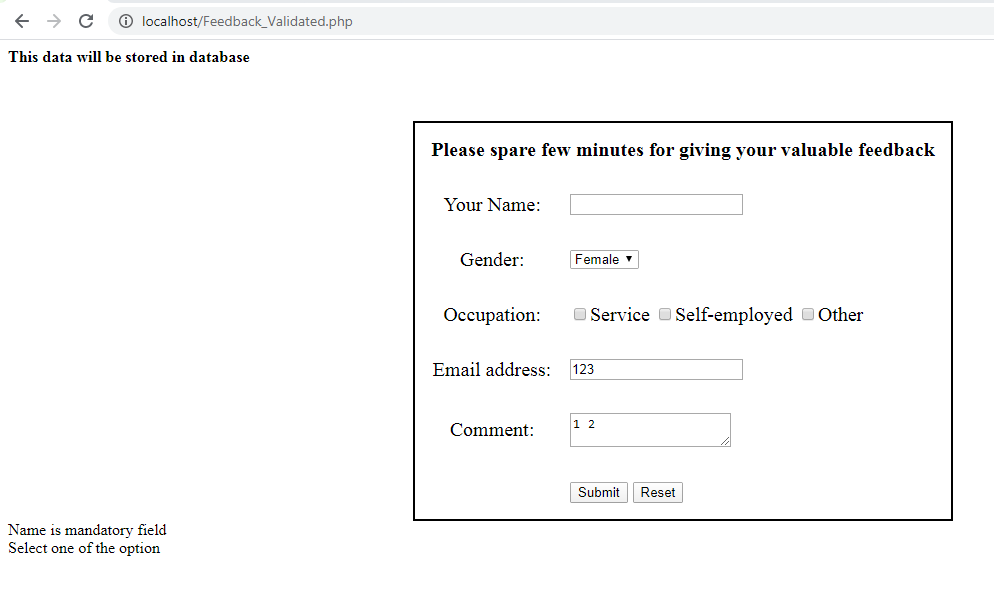 localhost/Feedback_Validated.php
This data will be stored in database
Please spare few minutes for giving your valuable feedback
Your Name:
Gender: Female
Occupation: Service Self-employed Other
Email address: 123
Comment: 1 2
Submit Reset
Name is mandatory field
Select one of the option